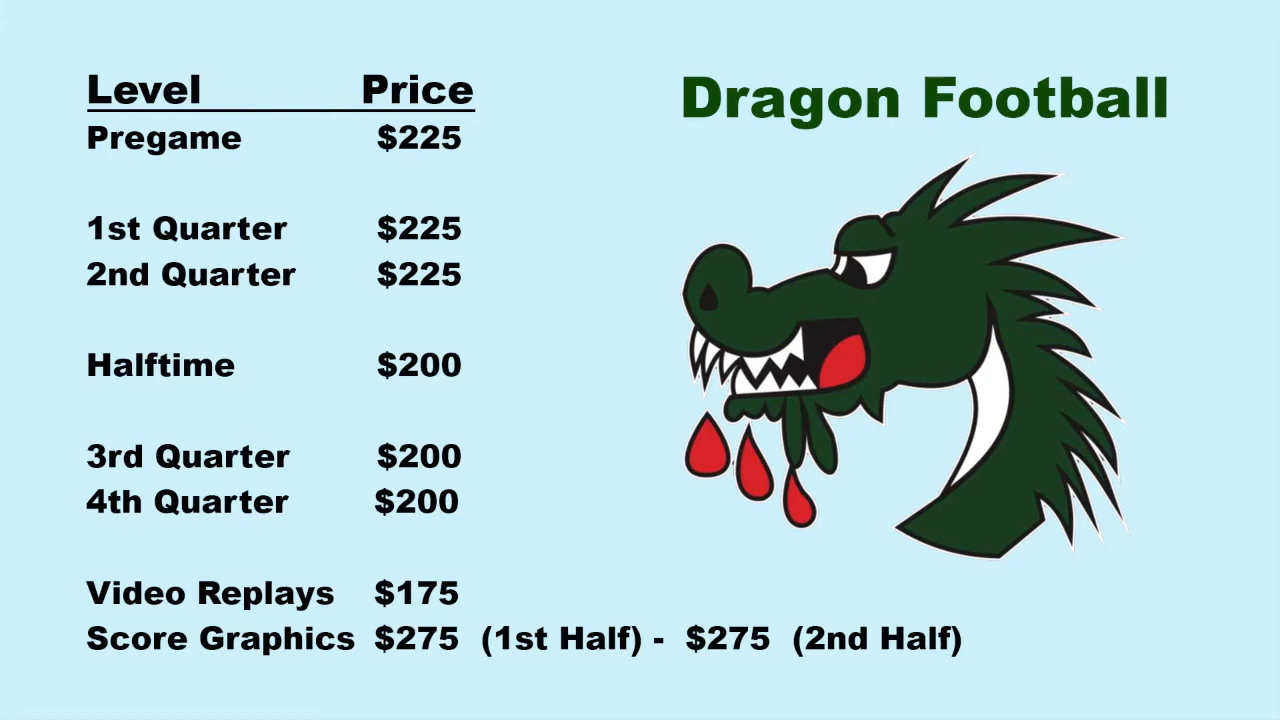 Level Price
Pregame $225
1st Quarter $225
2nd Quarter $225
Halftime $200
3rd Quarter $200
4th Quarter $200
Video Replays $175
Score Graphics $275 (1st Half) - $275 (2nd Half)
Dragon Football